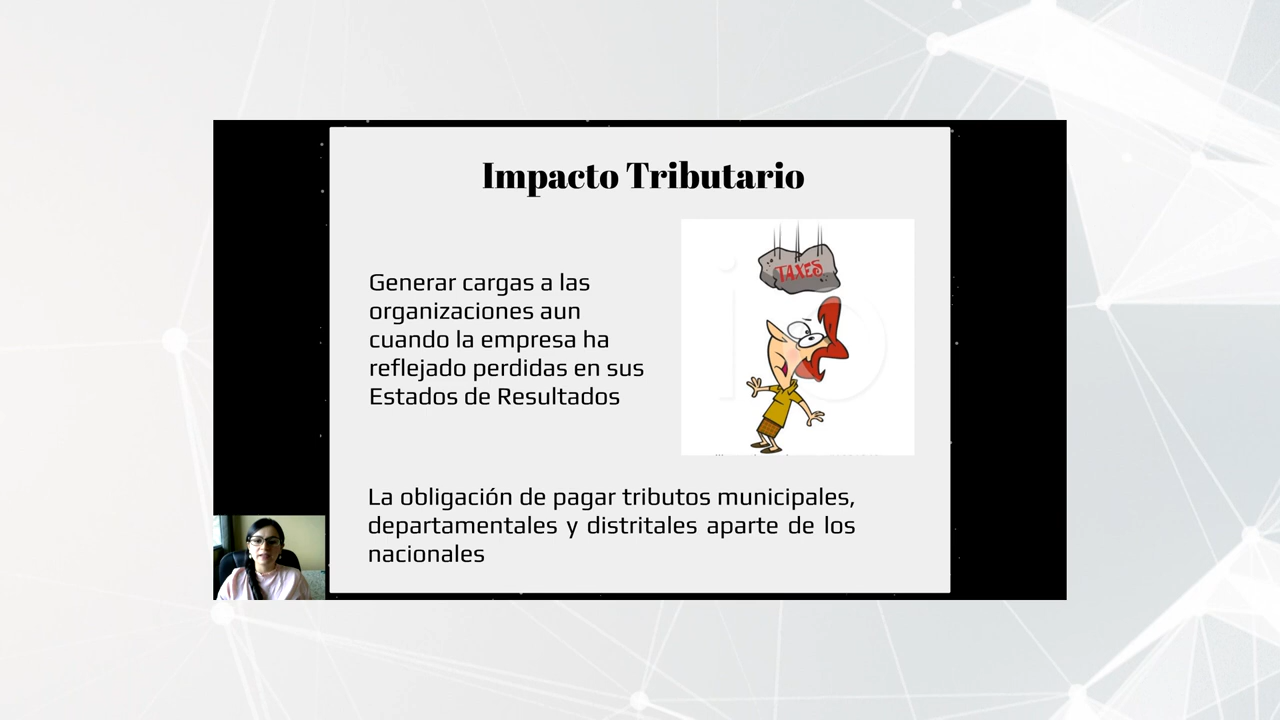 Impacto Tributario
TAXES
Generar cargas a las
organizaciones aun
cuando la empresa ha
reflejado perdidas en sus
Estados de Resultados
La obligación de pagar tributos municipales,
departamentales y distritales aparte de los
nacionales